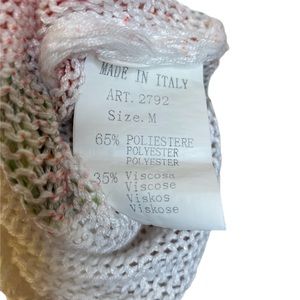 MADE IN ITALY
ART. 2792
Size. M
65% POLIESTERE
POLYESTER
POLYESTER
35% Viscosa
Viscose
Viskos
Viskose